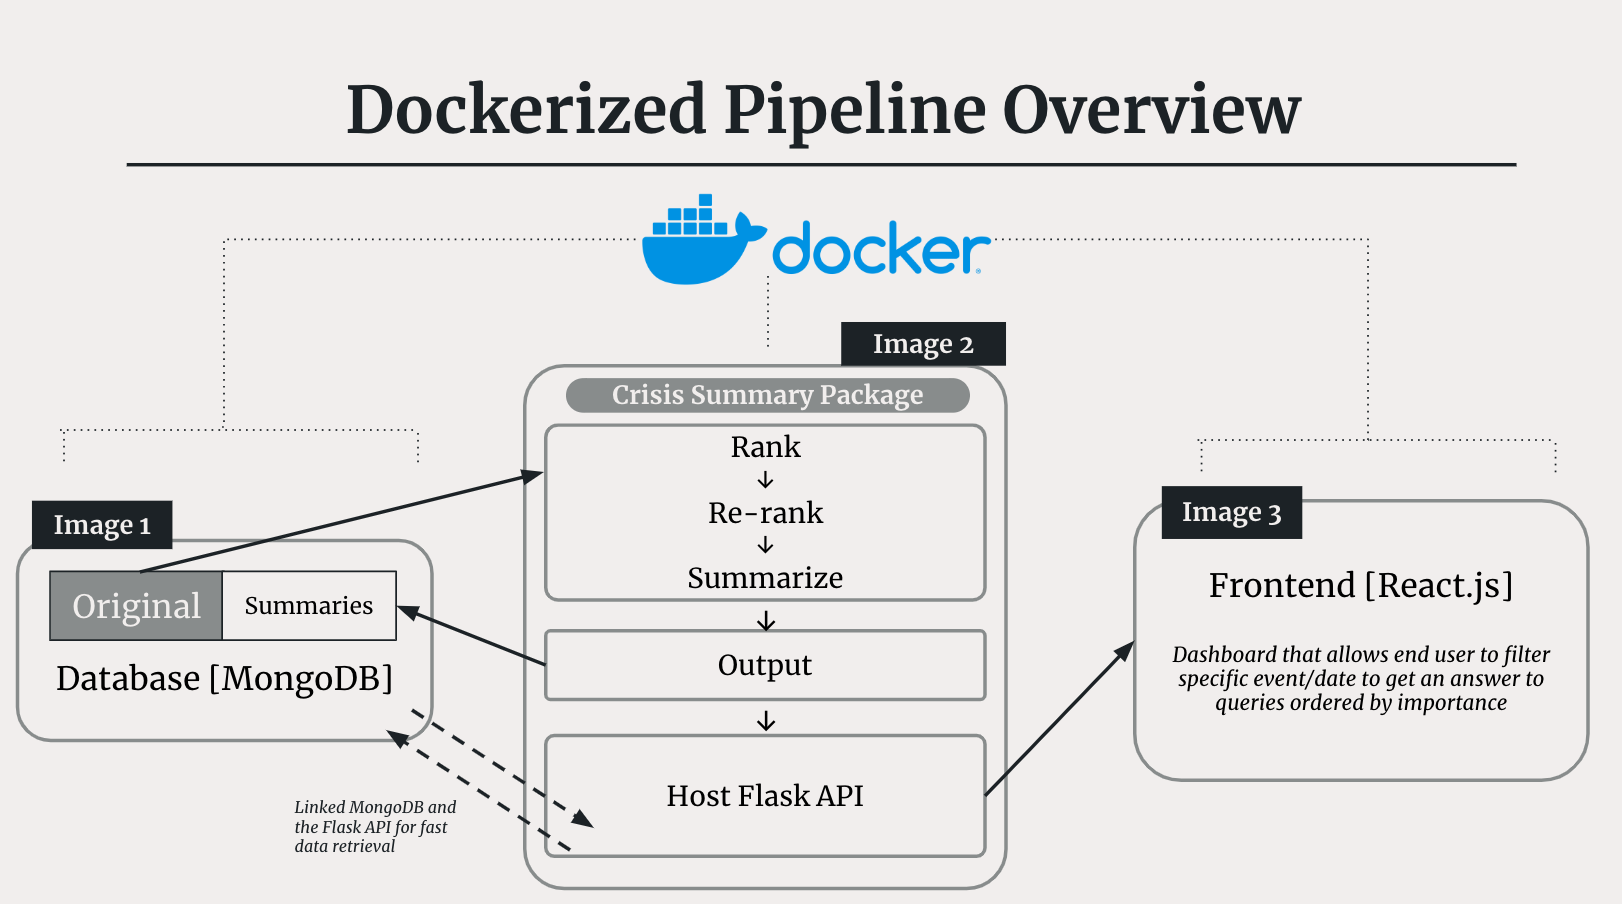 Dockerized Pipeline Overview
docker
Image 2
Crisis Summary Package
Rank
Re-rank
Summarize
Output
Host Flask API
Image 1
Original
Summaries
Database [MongoDB]
Linked MongoDB and
the Flask API for fast
data retrieval
Image 3
Frontend [React.js]
Dashboard that allows end user to filter
specific event/date to get an answer to
queries ordered by importance